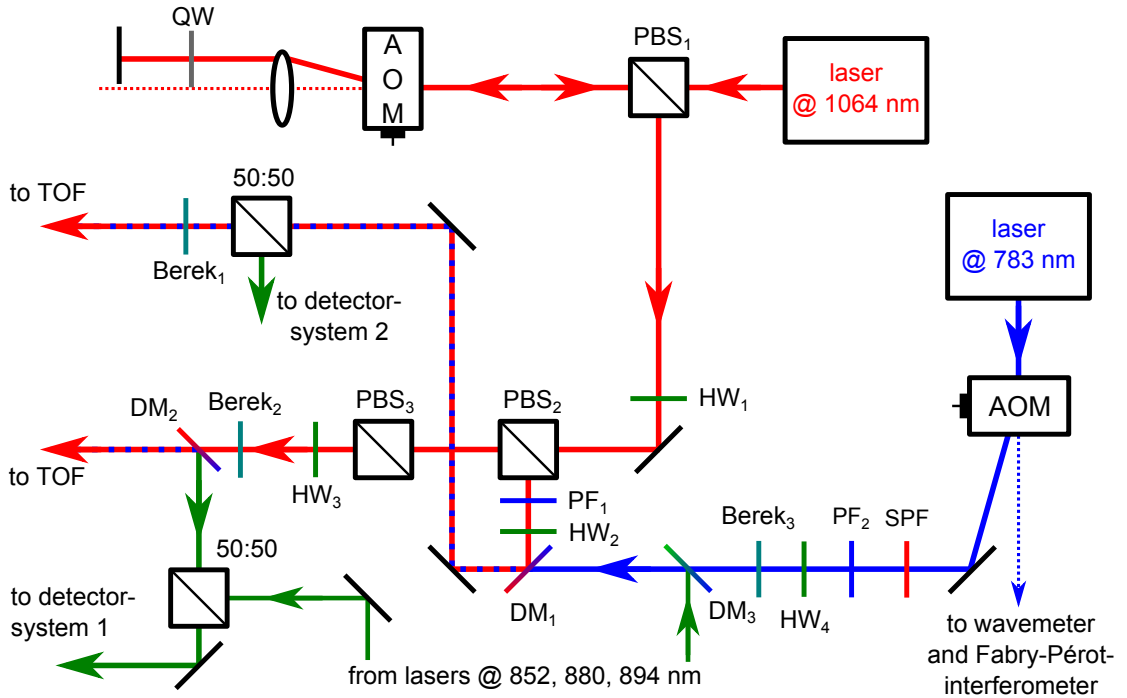 QW
A
O
M
PBS₁
laser
@ 1064 nm
50:50
to TOF
Berek₁
to detector-
system 2
laser
@ 783 nm
AOM
HW₁
DM₂
Berek₂
PBS₃
PBS₂
to TOF
HW₃
PF₁
HW₂
Berek₃
PF₂
SPF
50:50
DM₁
DM₃
HW₄
to detector-
system 1
from lasers @ 852, 880, 894 nm
to wavemeter
and Fabry-Pérot-
interferometer